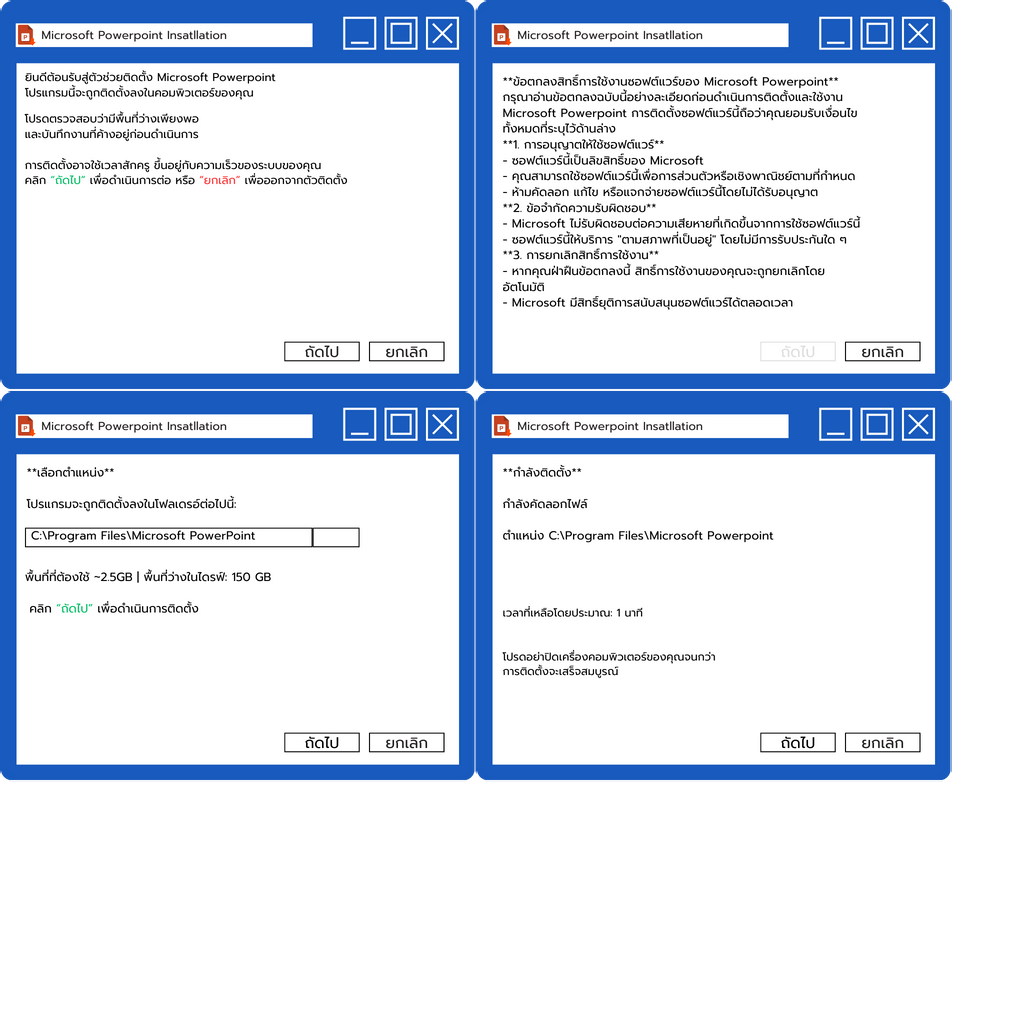 Microsoft Powerpoint Insatllation
ยินดีต้อนรับสู่ตัวช่วยติดตั้ง Microsoft Powerpoint
โปรแกรมนี้จะถูกติดตั้งลงในคอมพิวเตอร์ของคุณ
โปรดตรวจสอบว่ามีพื้นที่ว่างเพียงพอ
และบันทึกงานที่ค้างอยู่ก่อนดำเนินการ
การติดตั้งอาจใช้เวลาสักครู่ ขึ้นอยู่กับความเร็วของระบบของคุณ
คลิก "ถัดไป" เพื่อดำเนินการต่อ หรือ "ยกเลิก" เพื่อออกจากตัวติดตั้ง
ถัดไป ยกเลิก
Microsoft Powerpoint Insatllation
**ข้อตกลงสิทธิ์การใช้งานซอฟต์แวร์ของ Microsoft Powerpoint**
กรุณาอ่านข้อตกลงฉบับนี้อย่างละเอียดก่อนดำเนินการติดตั้งและใช้งาน
Microsoft Powerpoint การติดตั้งซอฟต์แวร์นี้ถือว่าคุณยอมรับเงื่อนไข
ทั้งหมดที่ระบุไว้ด้านล่าง
**1. การอนุญาตให้ใช้ซอฟต์แวร์**
- ซอฟต์แวร์นี้เป็นลิขสิทธิ์ของ Microsoft
- คุณสามารถใช้ซอฟต์แวร์นี้เพื่อการส่วนตัวหรือเชิงพาณิชย์ตามที่กำหนด
- ห้ามคัดลอก แก้ไข หรือแจกจ่ายซอฟต์แวร์นี้โดยไม่ได้รับอนุญาต
**2. ข้อจำกัดความรับผิดชอบ**
- Microsoft ไม่รับผิดชอบต่อความเสียหายที่เกิดขึ้นจากการใช้ซอฟต์แวร์นี้
- ซอฟต์แวร์นี้ให้บริการ "ตามสภาพที่เป็นอยู่" โดยไม่มีการรับประกันใด ๆ
**3. การยกเลิกสิทธิ์การใช้งาน**
- หากคุณฝ่าฝืนข้อตกลงนี้ สิทธิ์การใช้งานของคุณจะถูกยกเลิกโดย
อัตโนมัติ
- Microsoft มีสิทธิ์ยุติการสนับสนุนซอฟต์แวร์ได้ตลอดเวลา
ถัดไป ยกเลิก
Microsoft Powerpoint Insatllation
**เลือกตำแหน่ง**
โปรแกรมจะถูกติดตั้งลงในโฟลเดรอ์ต่อไปนี้:
C:\Program Files\Microsoft PowerPoint
พื้นที่ที่ต้องใช้ ~2.5GB | พื้นที่ว่างในไดรฟ์: 150 GB
คลิก "ถัดไป" เพื่อดำเนินการติดตั้ง
ถัดไป ยกเลิก
Microsoft Powerpoint Insatllation
**กำลังติดตั้ง**
กำลังคัดลอกไฟล์
ตำแหน่ง C:\Program Files\Microsoft Powerpoint
เวลาที่เหลือโดยประมาณ: 1 นาที
โปรดอย่าปิดเครื่องคอมพิวเตอร์ของคุณจนกว่า
การติดตั้งจะเสร็จสมบูรณ์
ถัดไป ยกเลิก